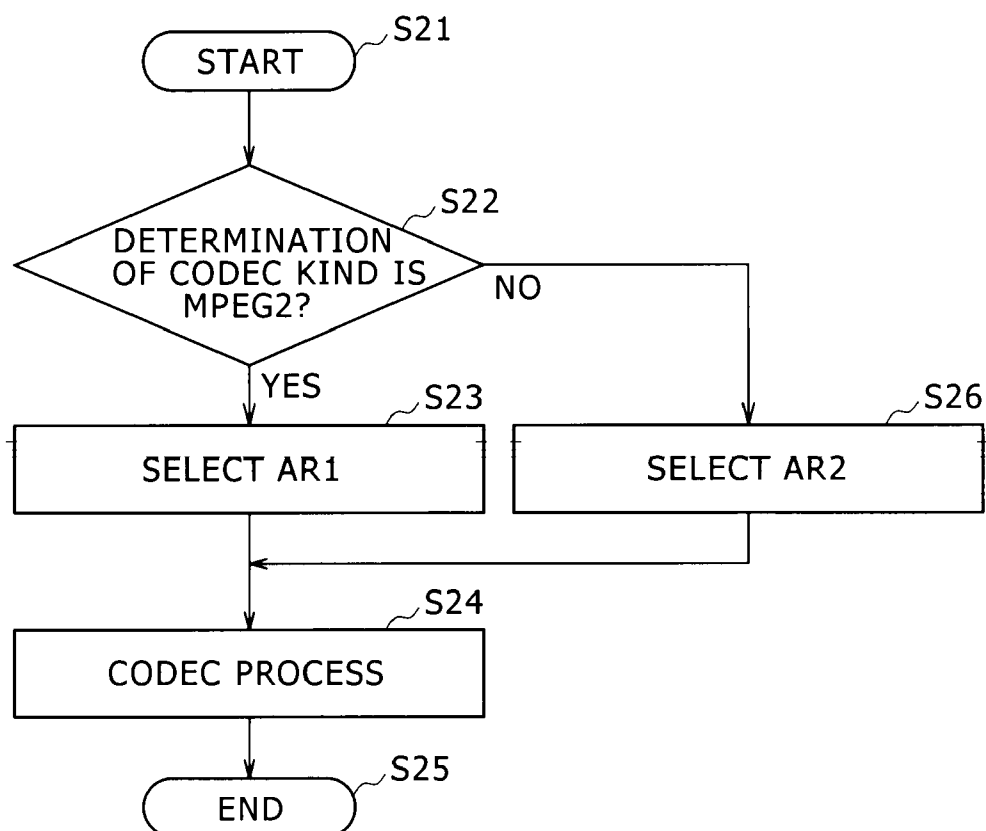 START
S21
S22
DETERMINATION
OF CODEC KIND IS
MPEG2?
NO
YES
S23
SELECT AR1
S26
SELECT AR2
S24
CODEC PROCESS
S25
END